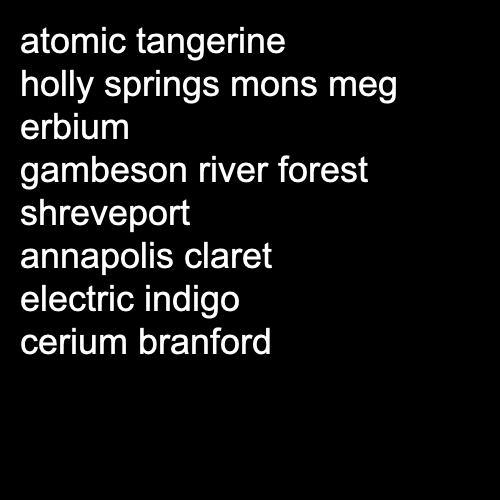 atomic tangerine
holly springs mons meg
erbium
gambeson river forest
shreveport
annapolis claret
electric indigo
cerium branford